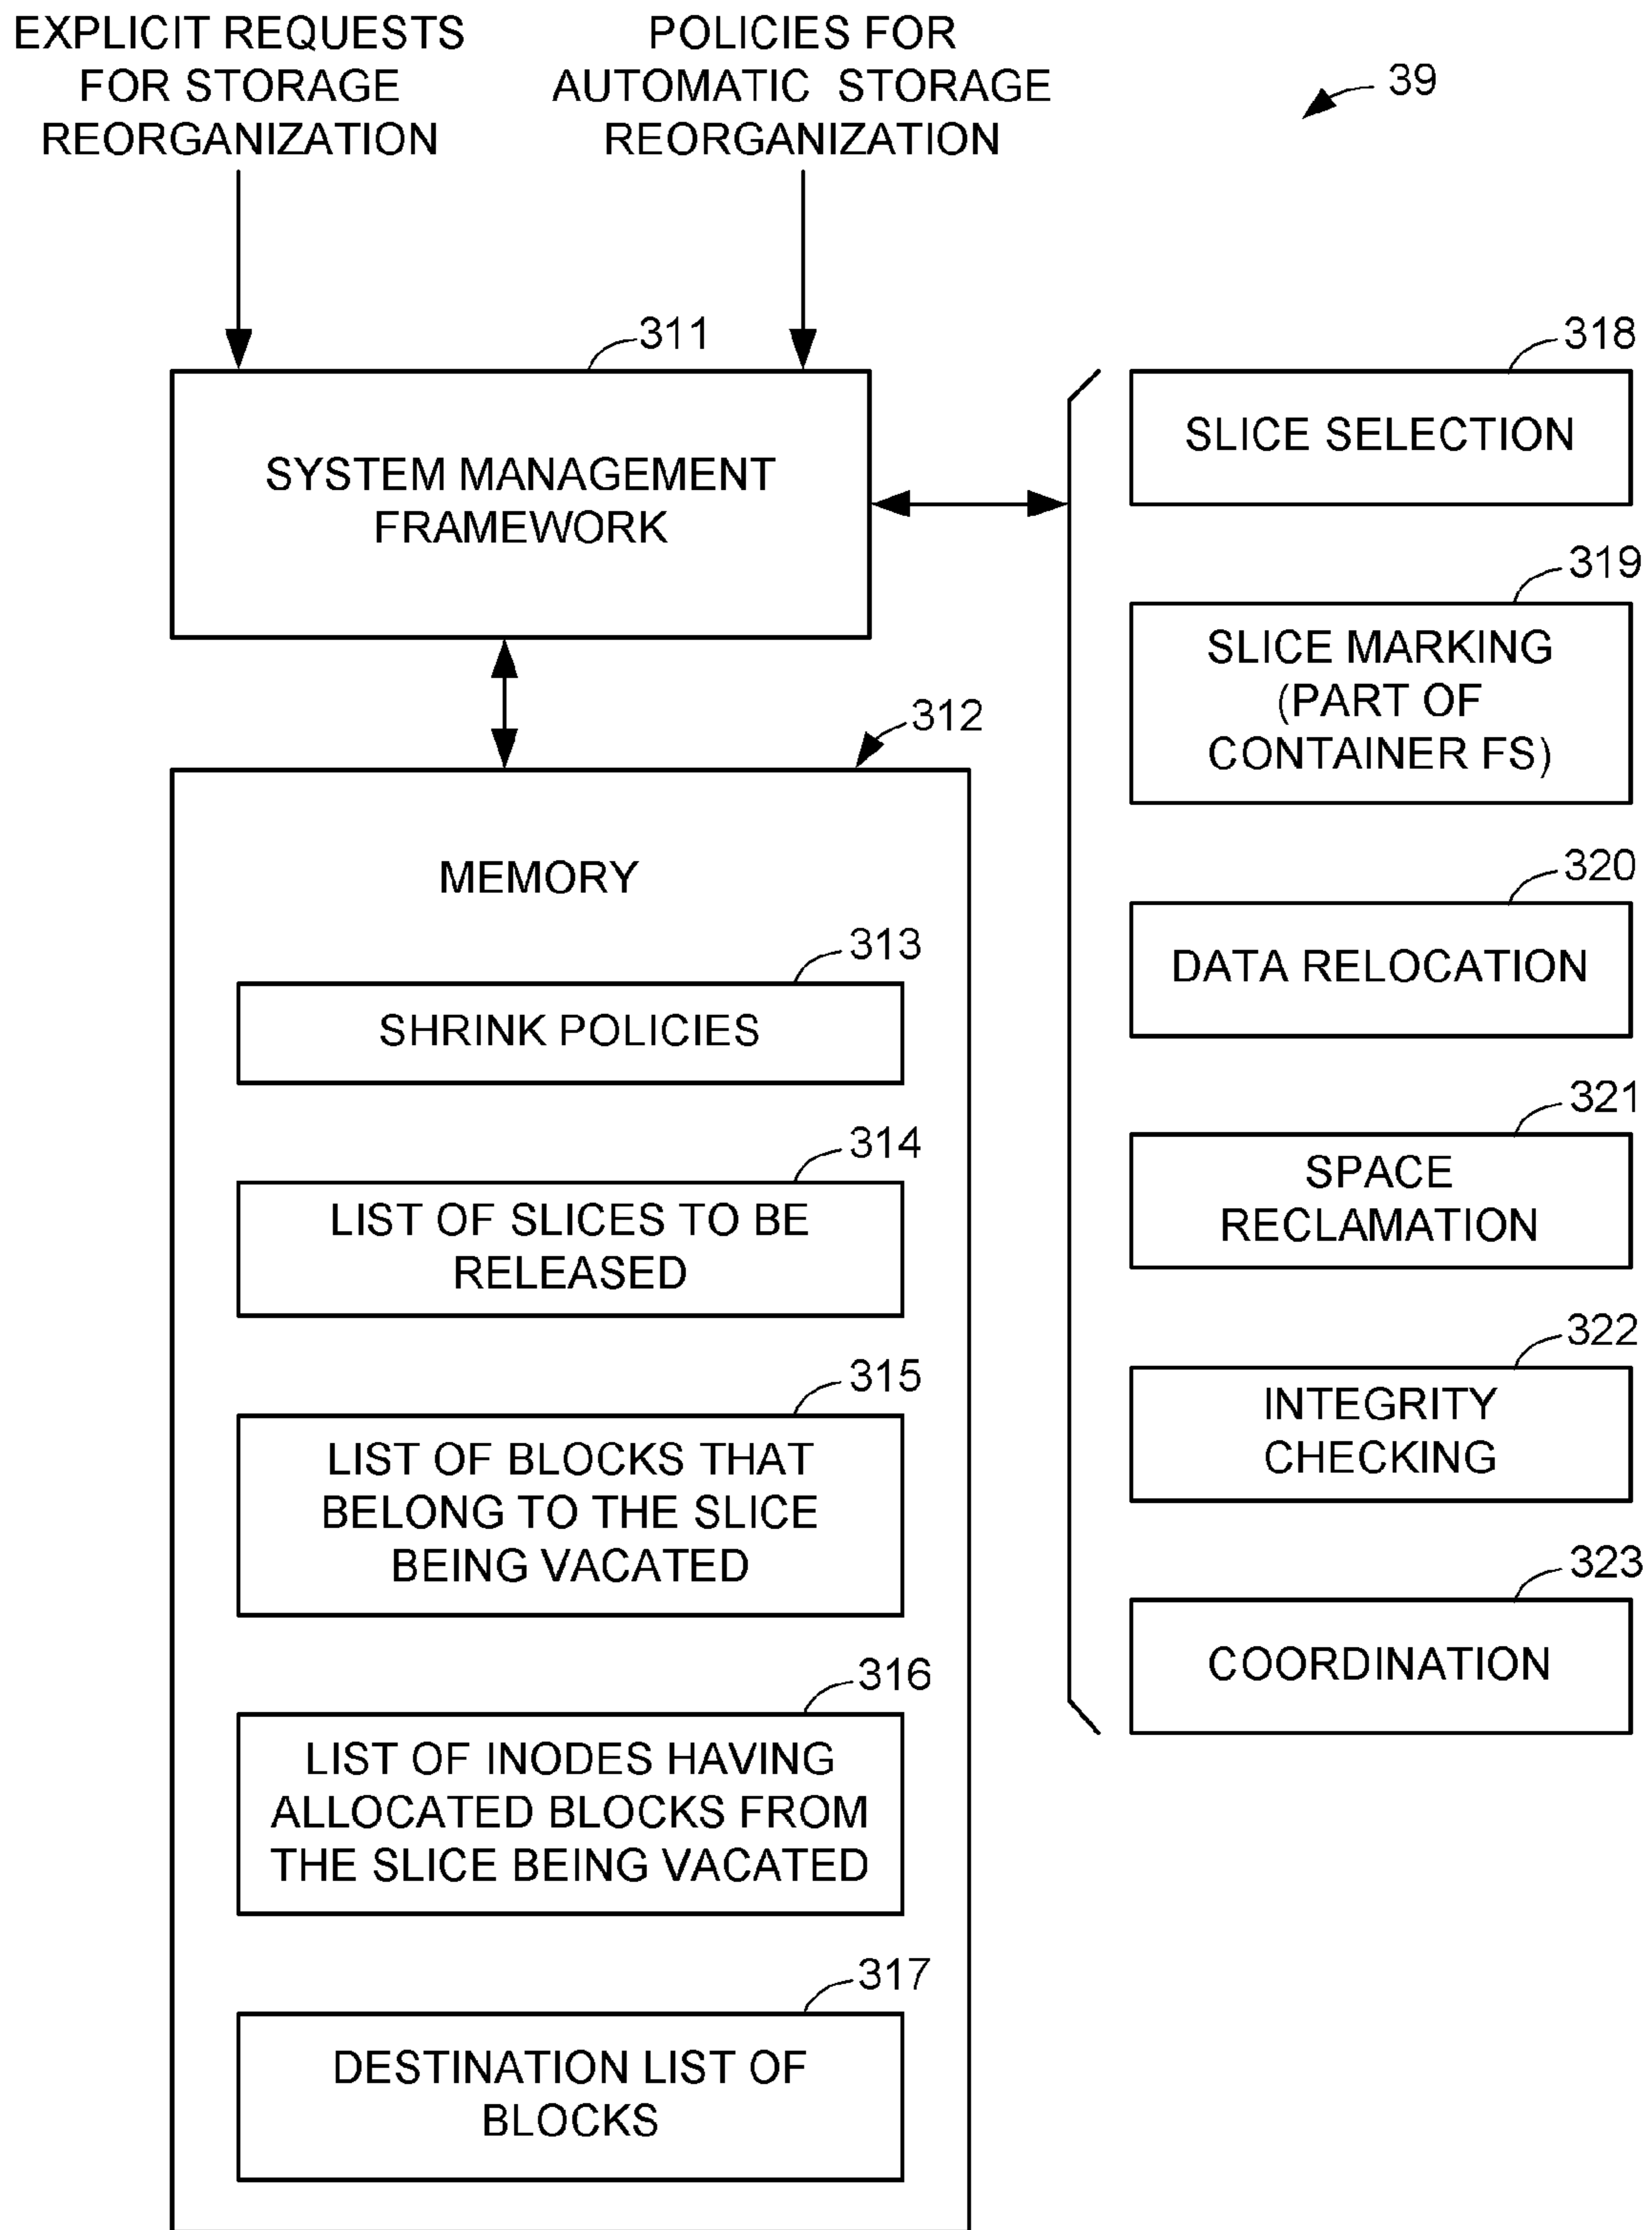 EXPLICIT REQUESTS
FOR STORAGE
REORGANIZATION
POLICIES FOR
AUTOMATIC STORAGE
REORGANIZATION
39
311
SYSTEM MANAGEMENT
FRAMEWORK
312
MEMORY
313
SHRINK POLICIES
314
LIST OF SLICES TO BE
RELEASED
315
LIST OF BLOCKS THAT
BELONG TO THE SLICE
BEING VACATED
316
LIST OF INODES HAVING
ALLOCATED BLOCKS FROM
THE SLICE BEING VACATED
317
DESTINATION LIST OF
BLOCKS
318
SLICE SELECTION
319
SLICE MARKING
(PART OF
CONTAINER FS)
320
DATA RELOCATION
321
SPACE
RECLAMATION
322
INTEGRITY
CHECKING
323
COORDINATION